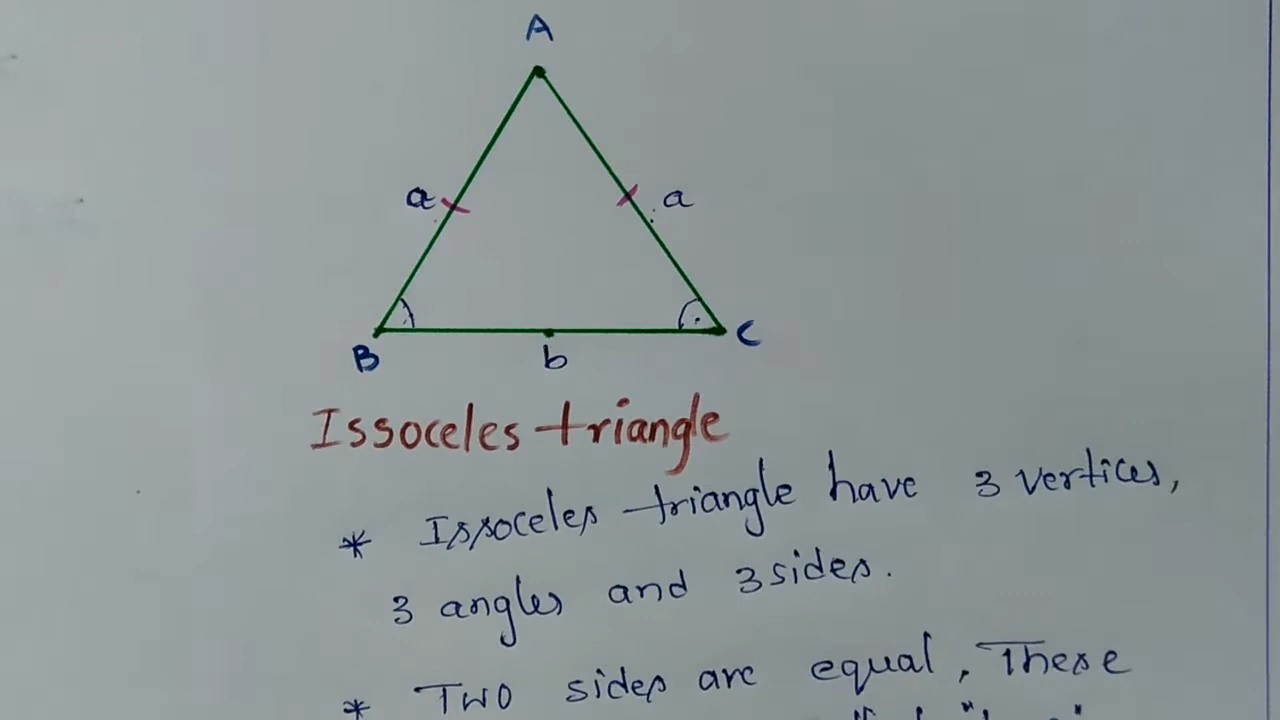 A
a a
B b C
Issoceles triangle
* Issoceles triangle have 3 vertices,
3 angles and 3 sides.
* Two sides are equal, These